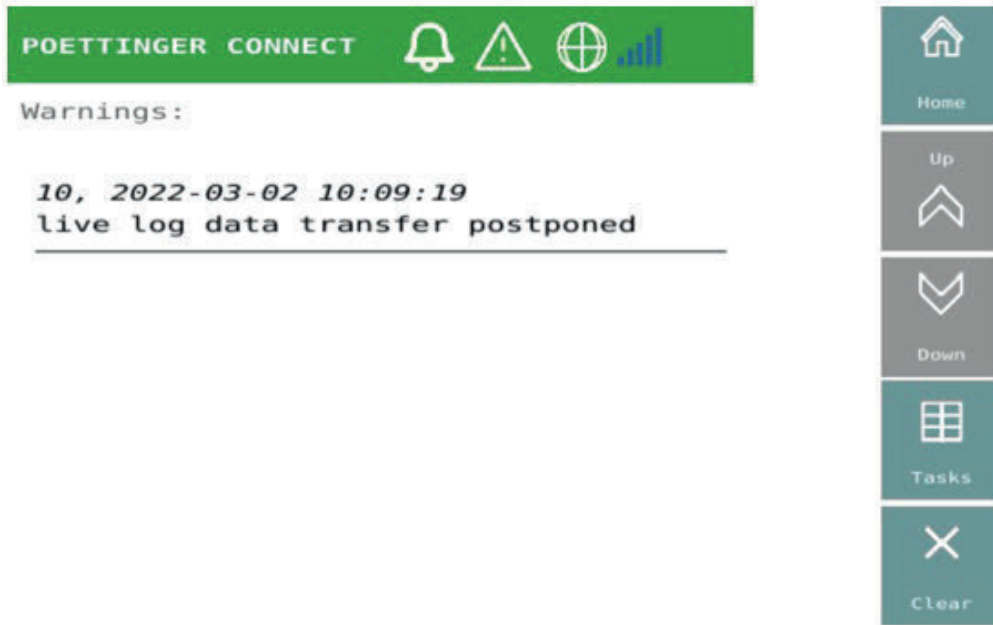 POETTINGER CONNECT
Warnings:
10, 2022-03-02 10:09:19
live log data transfer postponed
Home
Up
Down
Tasks
Clear